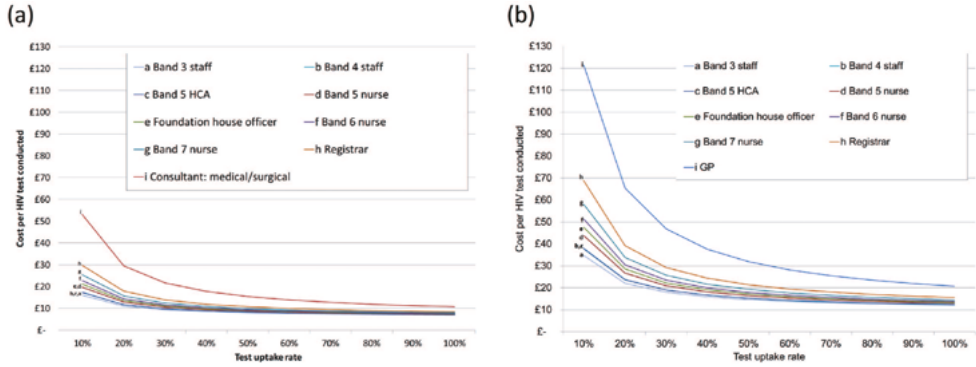 (a)
£130
£120
£110
£100
£90
£80
£70
£60
£50
£40
£30
£20
£10
£-
Cost per HIV test conducted
a Band 3 staff b Band 4 staff
c Band 5 HCA d Band 5 nurse
e Foundation house officer f Band 6 nurse
g Band 7 nurse h Registrar
i Consultant: medical/surgical
10% 20% 30% 40% 50% 60% 70% 80% 90% 100%
Test uptake rate
(b)
£130
£120
£110
£100
£90
£80
£70
£60
£50
£40
£30
£20
£10
£-
Cost per HIV test conducted
a Band 3 staff b Band 4 staff
c Band 5 HCA d Band 5 nurse
e Foundation house officer f Band 6 nurse
g Band 7 nurse h Registrar
i GP
10% 20% 30% 40% 50% 60% 70% 80% 90% 100%
Test uptake rate